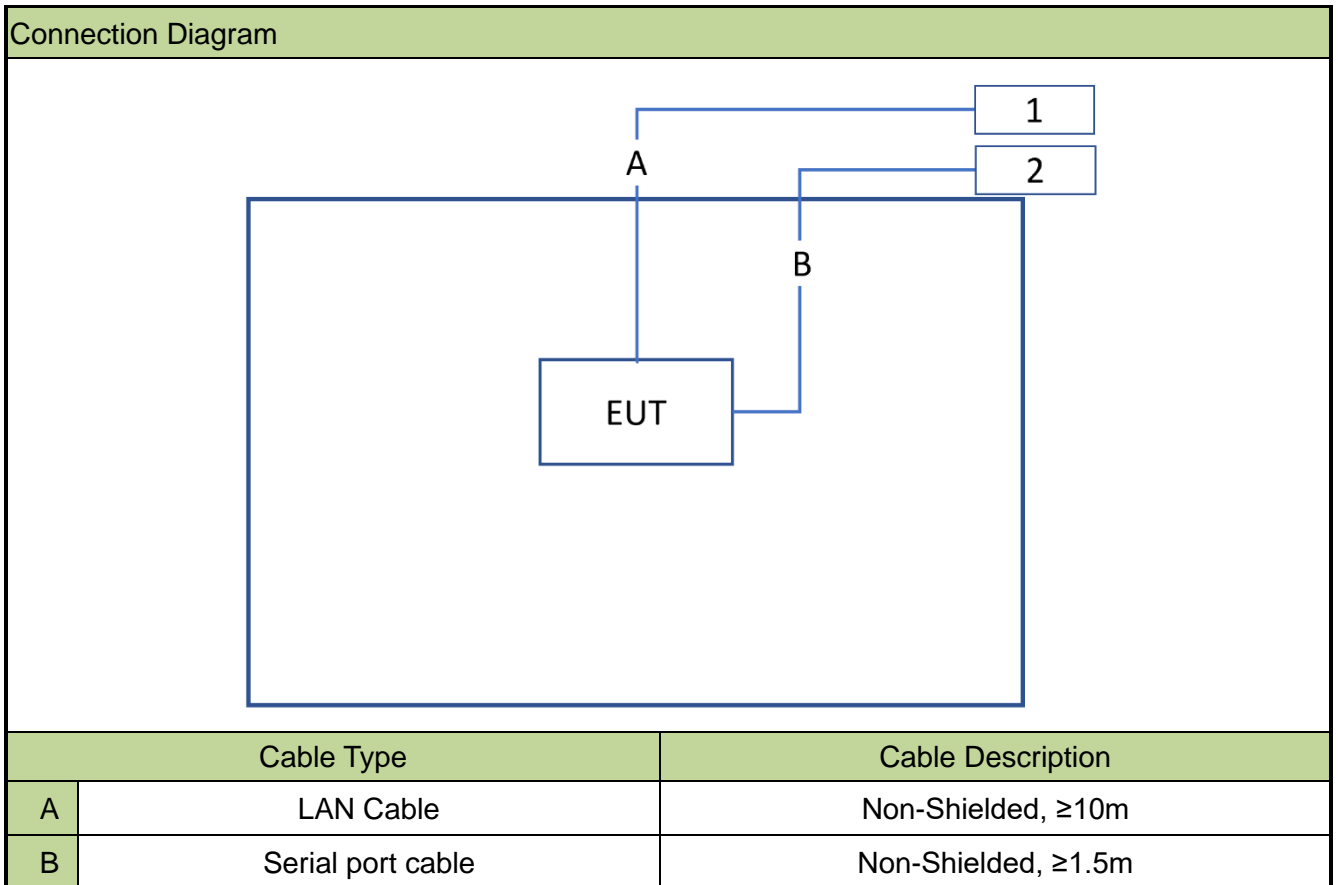 Connection Diagram
1
A
2
B
EUT
Cable Type Cable Description
A LAN Cable Non-Shielded, ≥10m
B Serial port cable Non-Shielded, ≥1.5m